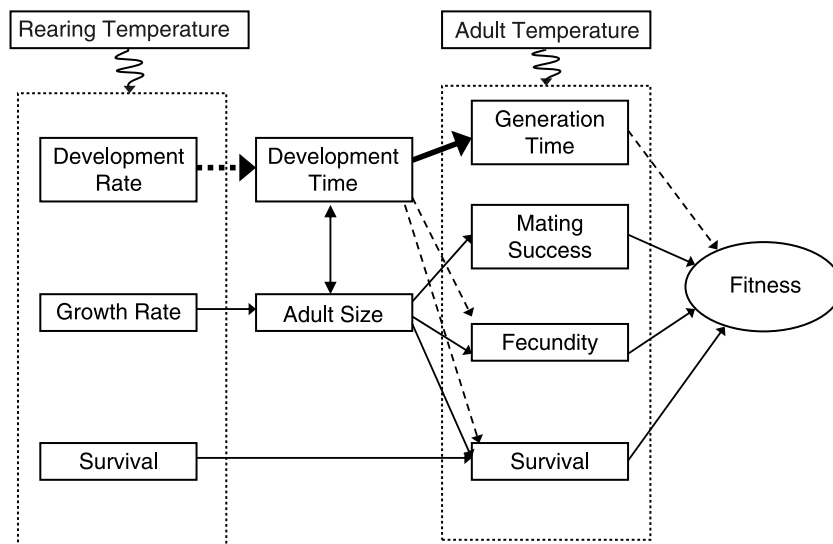 Rearing Temperature
Adult Temperature
Development
Rate
Development
Time
Generation
Time
Mating
Success
Fitness
Growth Rate
Adult Size
Fecundity
Survival
Survival